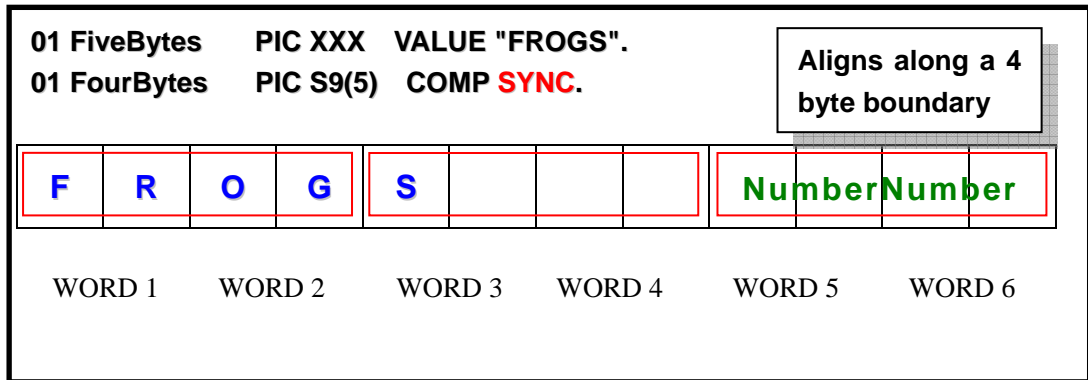 01 FiveBytes PIC XXX VALUE "FROGS".
01 FourBytes PIC S9(5) COMP SYNC.
Aligns along a 4
byte boundary
F R O G S NumberNumber
WORD 1 WORD 2 WORD 3 WORD 4 WORD 5 WORD 6